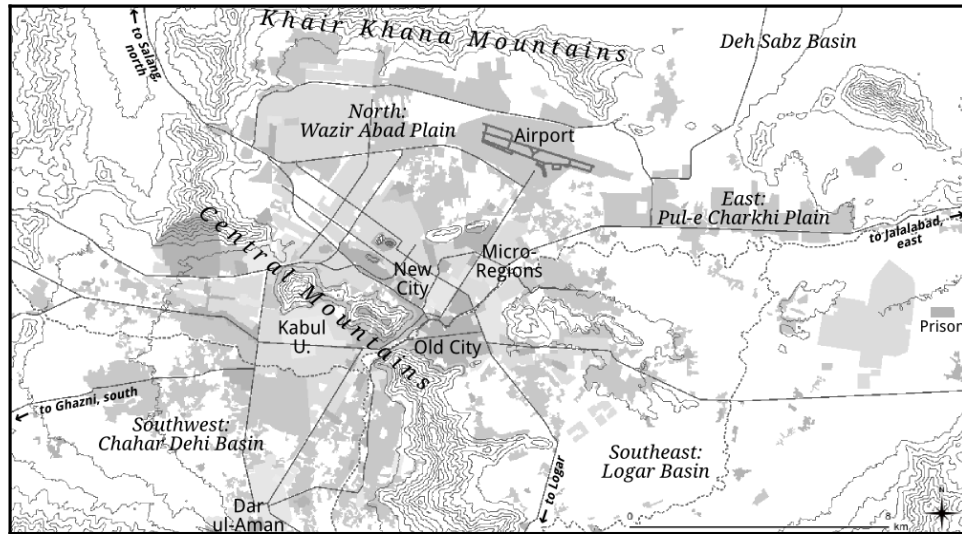 Khair Khana Mountains
Deh Sabz Basin
← to Salang,
north
North:
Wazir Abad Plain
Airport
East:
Pul-e Charkhi Plain
to Jalalabad, →
east
Central Mountains
New
City
Micro-
Regions
Kabul
U.
Old City
Prison
← to Ghazni, south
Southwest:
Chahar Dehi Basin
Southeast:
Logar Basin
← to Logar
Dar
ul-Aman
N
0 8
km